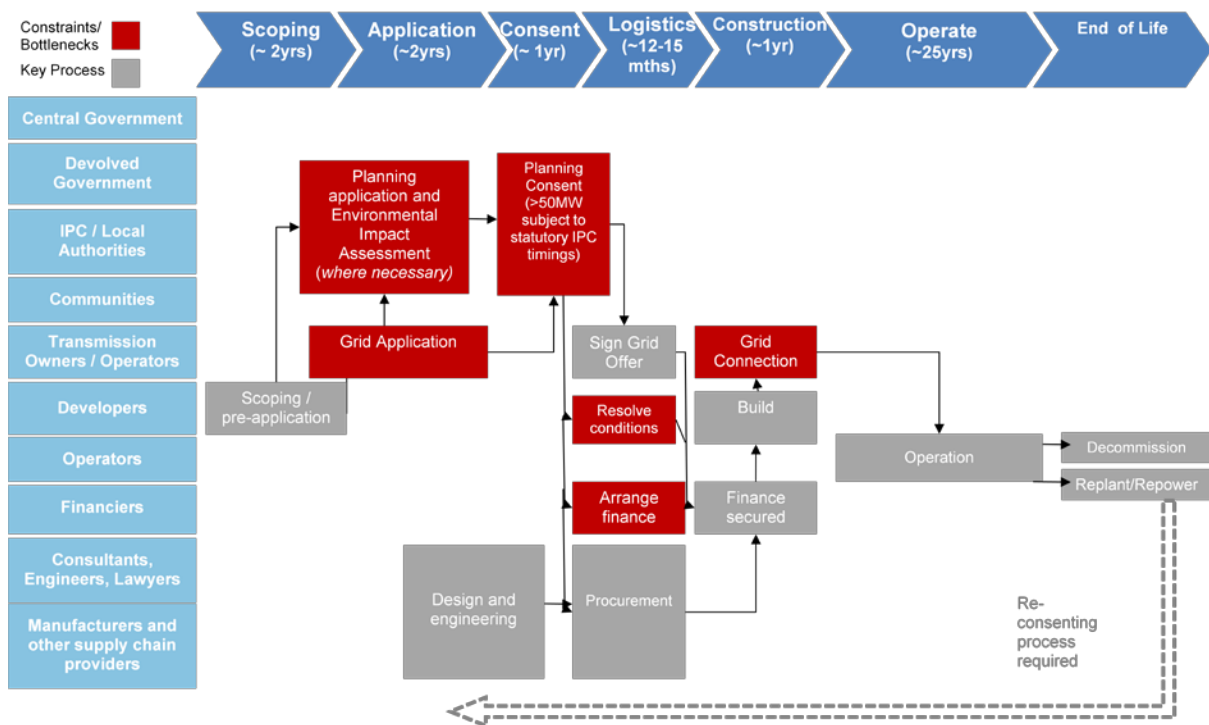 Constraints/
Bottlenecks
Key Process
Scoping
(~ 2yrs)
Application
(~2yrs)
Consent
(~ 1yr)
Logistics
(~12-15
mths)
Construction
(~1yr)
Operate
(~25yrs)
End of Life
Central Government
Devolved
Government
IPC / Local
Authorities
Communities
Transmission
Owners / Operators
Developers
Operators
Financiers
Consultants,
Engineers, Lawyers
Manufacturers and
other supply chain
providers
Planning
application and
Environmental
Impact
Assessment
(where necessary)
Planning
Consent
(>50MW
subject to
statutory IPC
timings)
Grid Application
Sign Grid
Offer
Grid
Connection
Scoping /
pre-application
Resolve
conditions
Build
Operation
Decommission
Replant/Repower
Arrange
finance
Finance
secured
Design and
engineering
Procurement
Re-
consenting
process
required